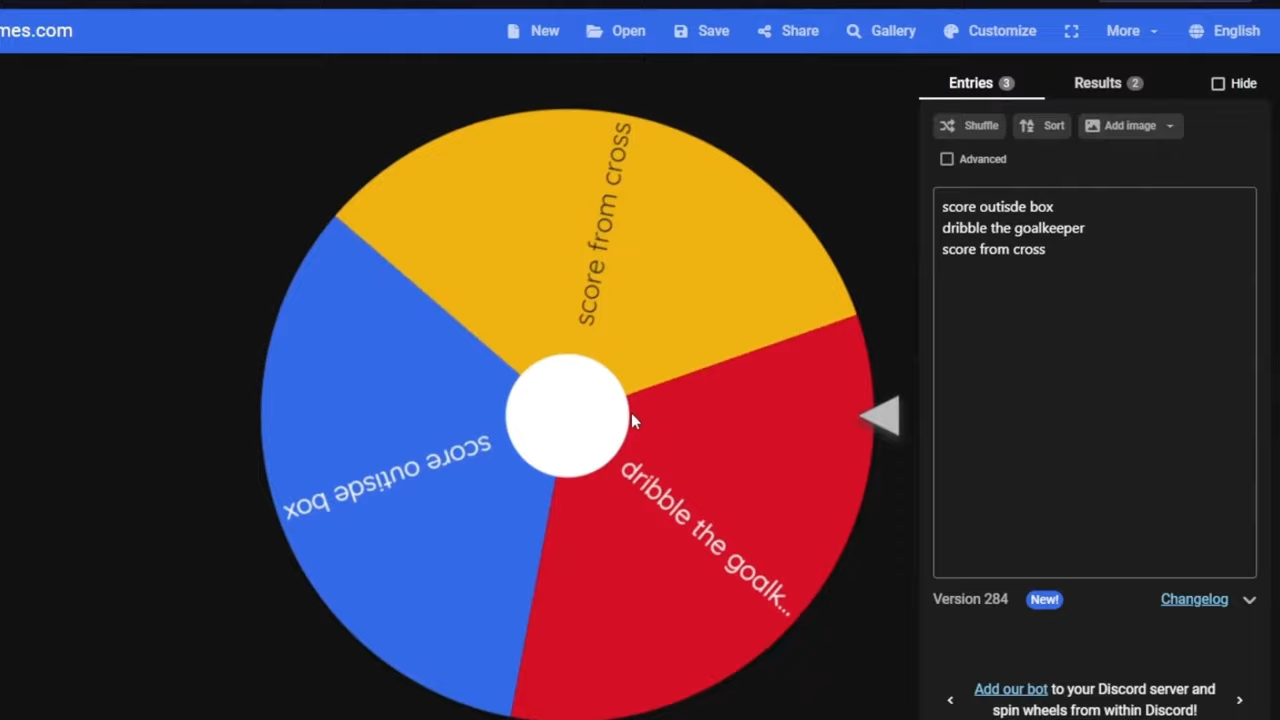 mes.com
New
Open
Save
Share
Gallery
Customize
More
English
Entries 3
Results 2
Hide
Shuffle
Sort
Add image
Advanced
score outisde box
dribble the goalkeeper
score from cross
score from cross
score outisde box
dribble the goalk...
Version 284
New!
Changelog
Add our bot to your Discord server and
spin wheels from within Discord!